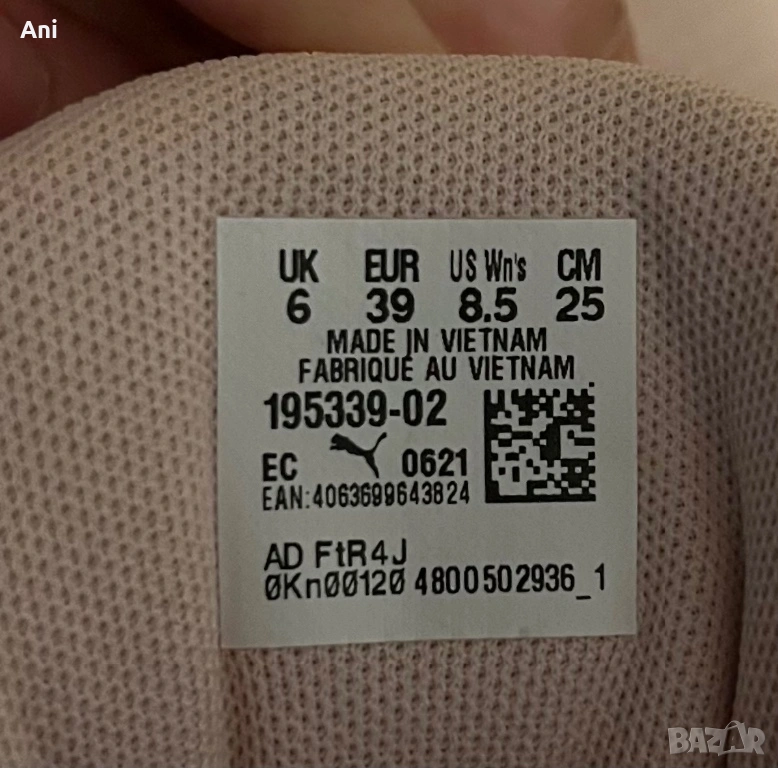 Ani
UK EUR US Wn's CM
6 39 8.5 25
MADE IN VIETNAM
FABRIQUE AU VIETNAM
195339-02
EC 0621
EAN:4063699643824
AD FtR4J
ØKnØØ12Ø 4800502936_1
BAZAR